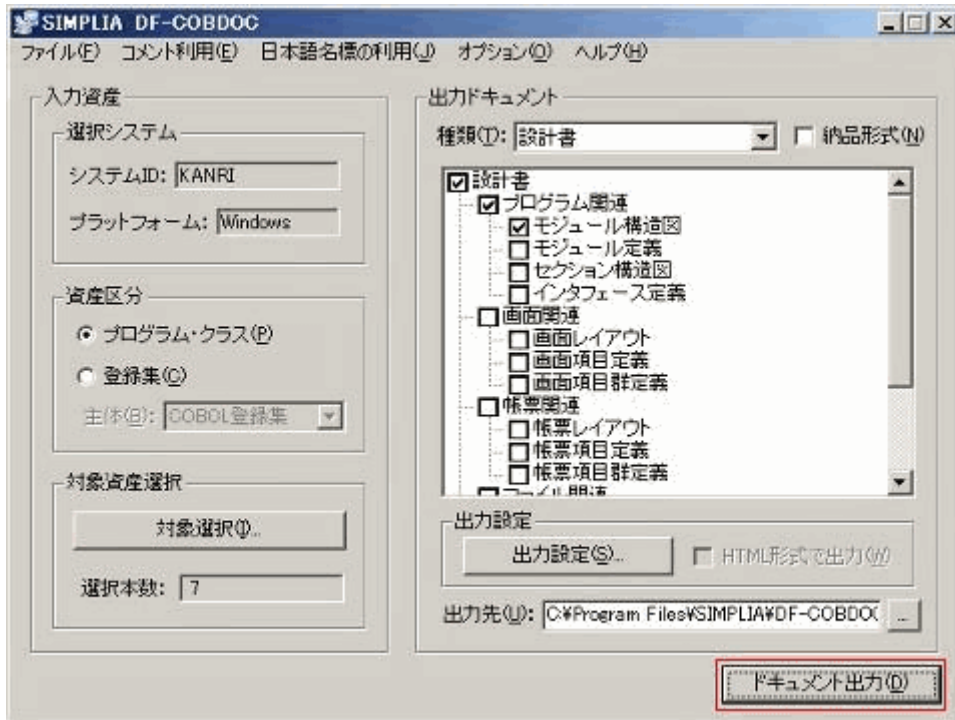 SIMPLIA DF-COBDOC
ファイル(F) コメント利用(E) 日本語名標の利用(J) オプション(O) ヘルプ(H)
入力資産
選択システム
システムID: KANRI
プラットフォーム: Windows
資産区分
プログラム・クラス(P)
登録集(C)
主体(B): COBOL登録集
対象資産選択
対象選択(I)...
選択本数: 7
出力ドキュメント
種類(T): 設計書 納品形式(N)
設計書
プログラム関連
モジュール構造図
モジュール定義
セクション構造図
インタフェース定義
画面関連
画面レイアウト
画面項目定義
画面項目群定義
帳票関連
帳票レイアウト
帳票項目定義
帳票項目群定義
ファイル関連
出力設定
出力設定(S)... HTML形式で出力(W)
出力先(U): C:¥Program Files¥SIMPLIA¥DF-COBDOC ...
ドキュメント出力(D)